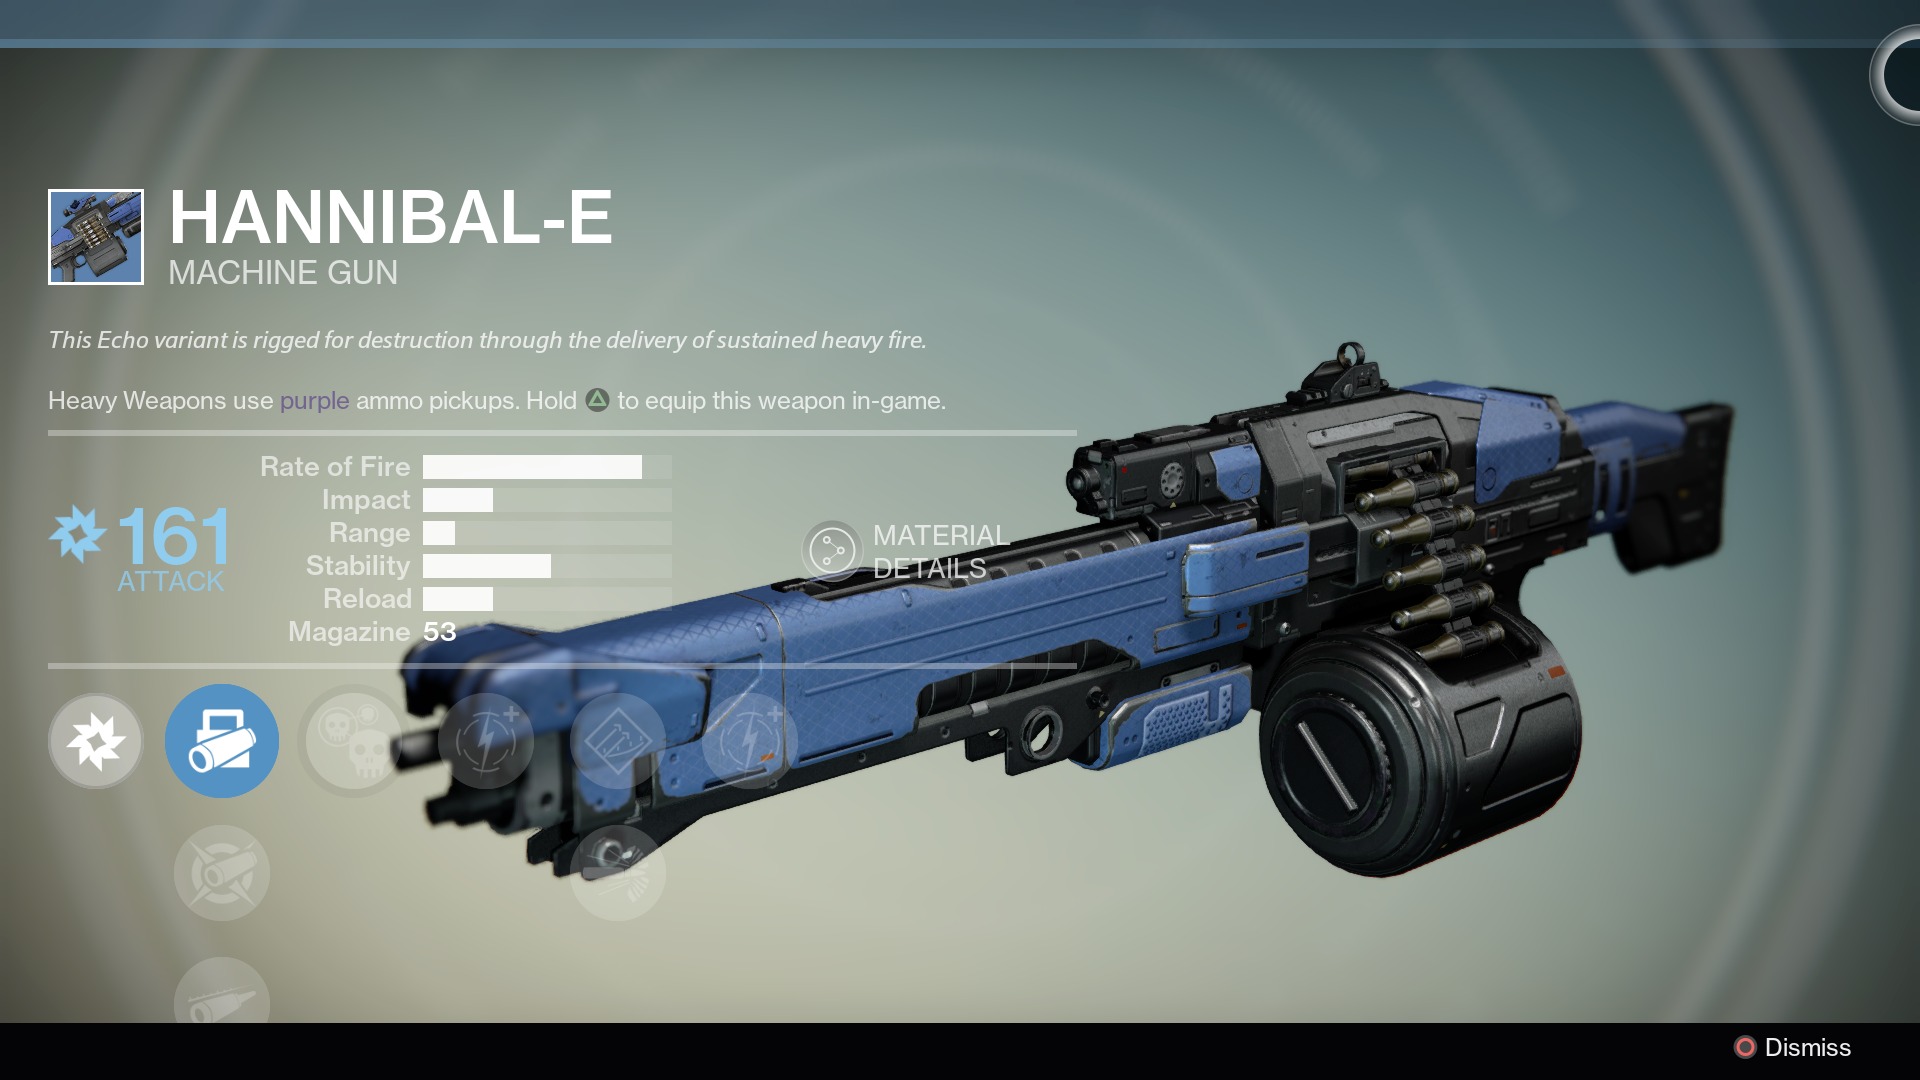 HANNIBAL-E
MACHINE GUN
This Echo variant is rigged for destruction through the delivery of sustained heavy fire.
Heavy Weapons use purple ammo pickups. Hold to equip this weapon in-game.
161
ATTACK
Rate of Fire
Impact
Range
Stability
Reload
Magazine 53
MATERIAL
DETAILS
Dismiss